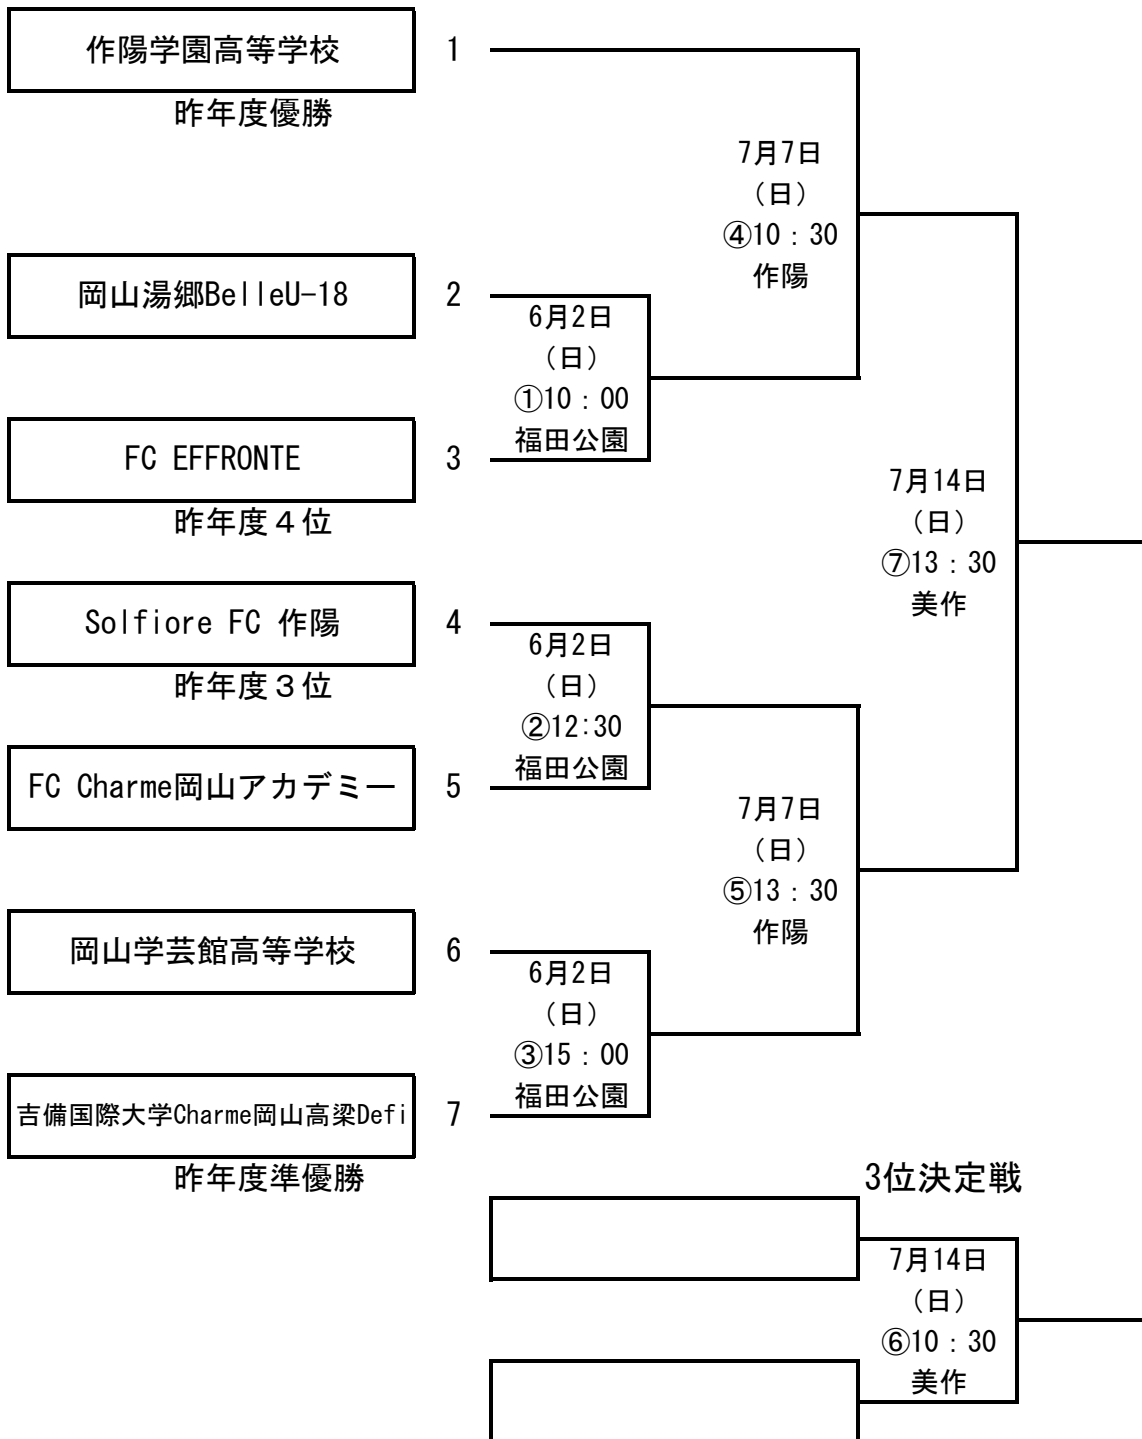 作陽学園高等学校 1
昨年度優勝
7月7日
（日）
④10：30
作陽
岡山湯郷BelleU-18 2
6月2日
（日）
①10：00
福田公園
FC EFFRONTE 3
昨年度４位
7月14日
（日）
⑦13：30
美作
Solfiore FC 作陽 4
昨年度３位
6月2日
（日）
②12:30
福田公園
FC Charme岡山アカデミー 5
7月7日
（日）
⑤13：30
作陽
岡山学芸館高等学校 6
6月2日
（日）
③15：00
福田公園
吉備国際大学Charme岡山高梁Defi 7
昨年度準優勝
3位決定戦
7月14日
（日）
⑥10：30
美作